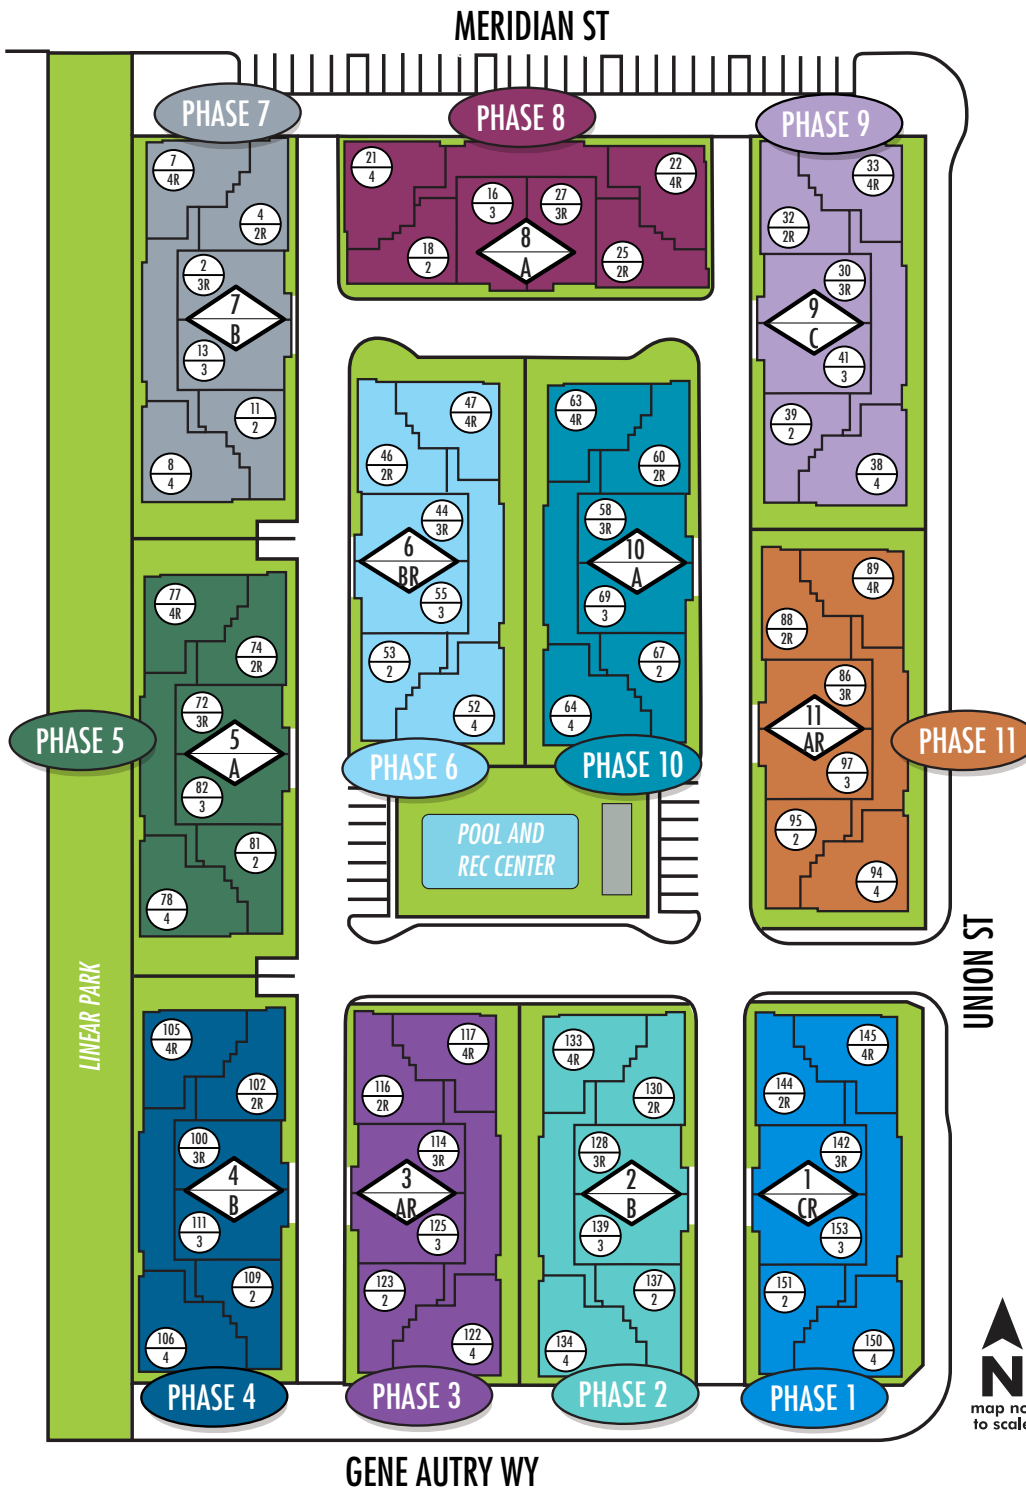 MERIDIAN ST
PHASE 7
PHASE 8
PHASE 9
7
4R
4
2R
2
3R
7
B
13
3
11
2
8
4
21
4
16
3
27
3R
22
4R
18
2
8
A
25
2R
33
4R
32
2R
30
3R
9
C
41
3
39
2
38
4
47
4R
46
2R
44
3R
6
BR
55
3
53
2
52
4
PHASE 6
63
4R
60
2R
58
3R
10
A
69
3
67
2
64
4
PHASE 10
77
4R
74
2R
72
3R
PHASE 5
5
A
82
3
81
2
78
4
89
4R
88
2R
86
3R
11
AR
PHASE 11
97
3
95
2
94
4
POOL AND
REC CENTER
LINEAR PARK
UNION ST
105
4R
102
2R
100
3R
4
B
111
3
109
2
106
4
PHASE 4
117
4R
116
2R
114
3R
3
AR
125
3
123
2
122
4
PHASE 3
133
4R
130
2R
128
3R
2
B
139
3
137
2
134
4
PHASE 2
145
4R
144
2R
142
3R
1
CR
153
3
151
2
150
4
PHASE 1
N
map no
to scale
GENE AUTRY WY